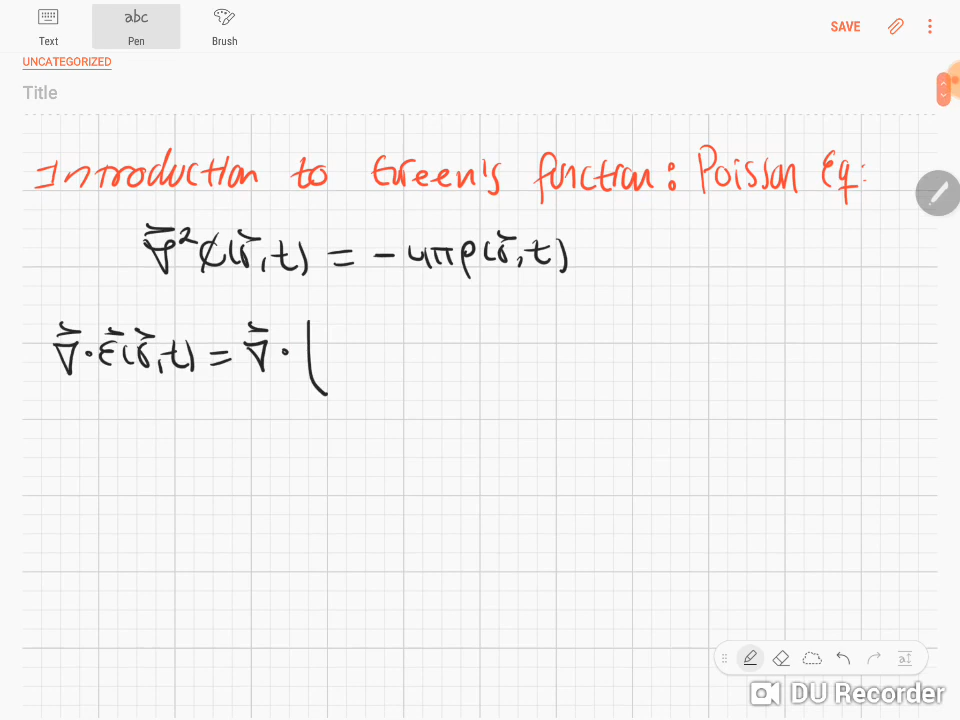 Text
abc
Pen
Brush
SAVE
UNCATEGORIZED
Title
Introduction to Green's function: Poisson Eq:
∇⃗²φ(r⃗,t) = -4πρ(r⃗,t)
∇⃗·E⃗(r⃗,t) = ∇⃗·(
a
DU Recorder